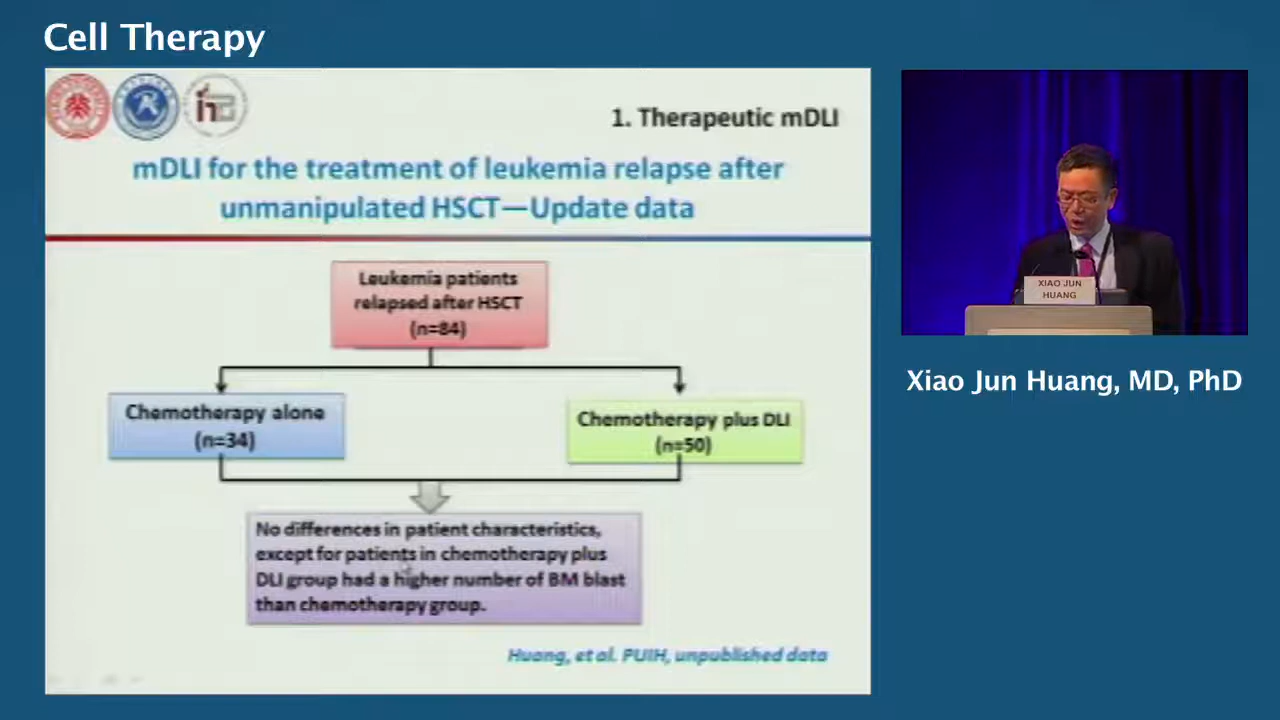 Cell Therapy
1. Therapeutic mDLI
mDLI for the treatment of leukemia relapse after
unmanipulated HSCT—Update data
Leukemia patients
relapsed after HSCT
(n=84)
Chemotherapy alone
(n=34)
Chemotherapy plus DLI
(n=50)
No differences in patient characteristics,
except for patients in chemotherapy plus
DLI group had a higher number of BM blast
than chemotherapy group.
Huang, et al. PUIH, unpublished data
XIAO JUN
HUANG
Xiao Jun Huang, MD, PhD